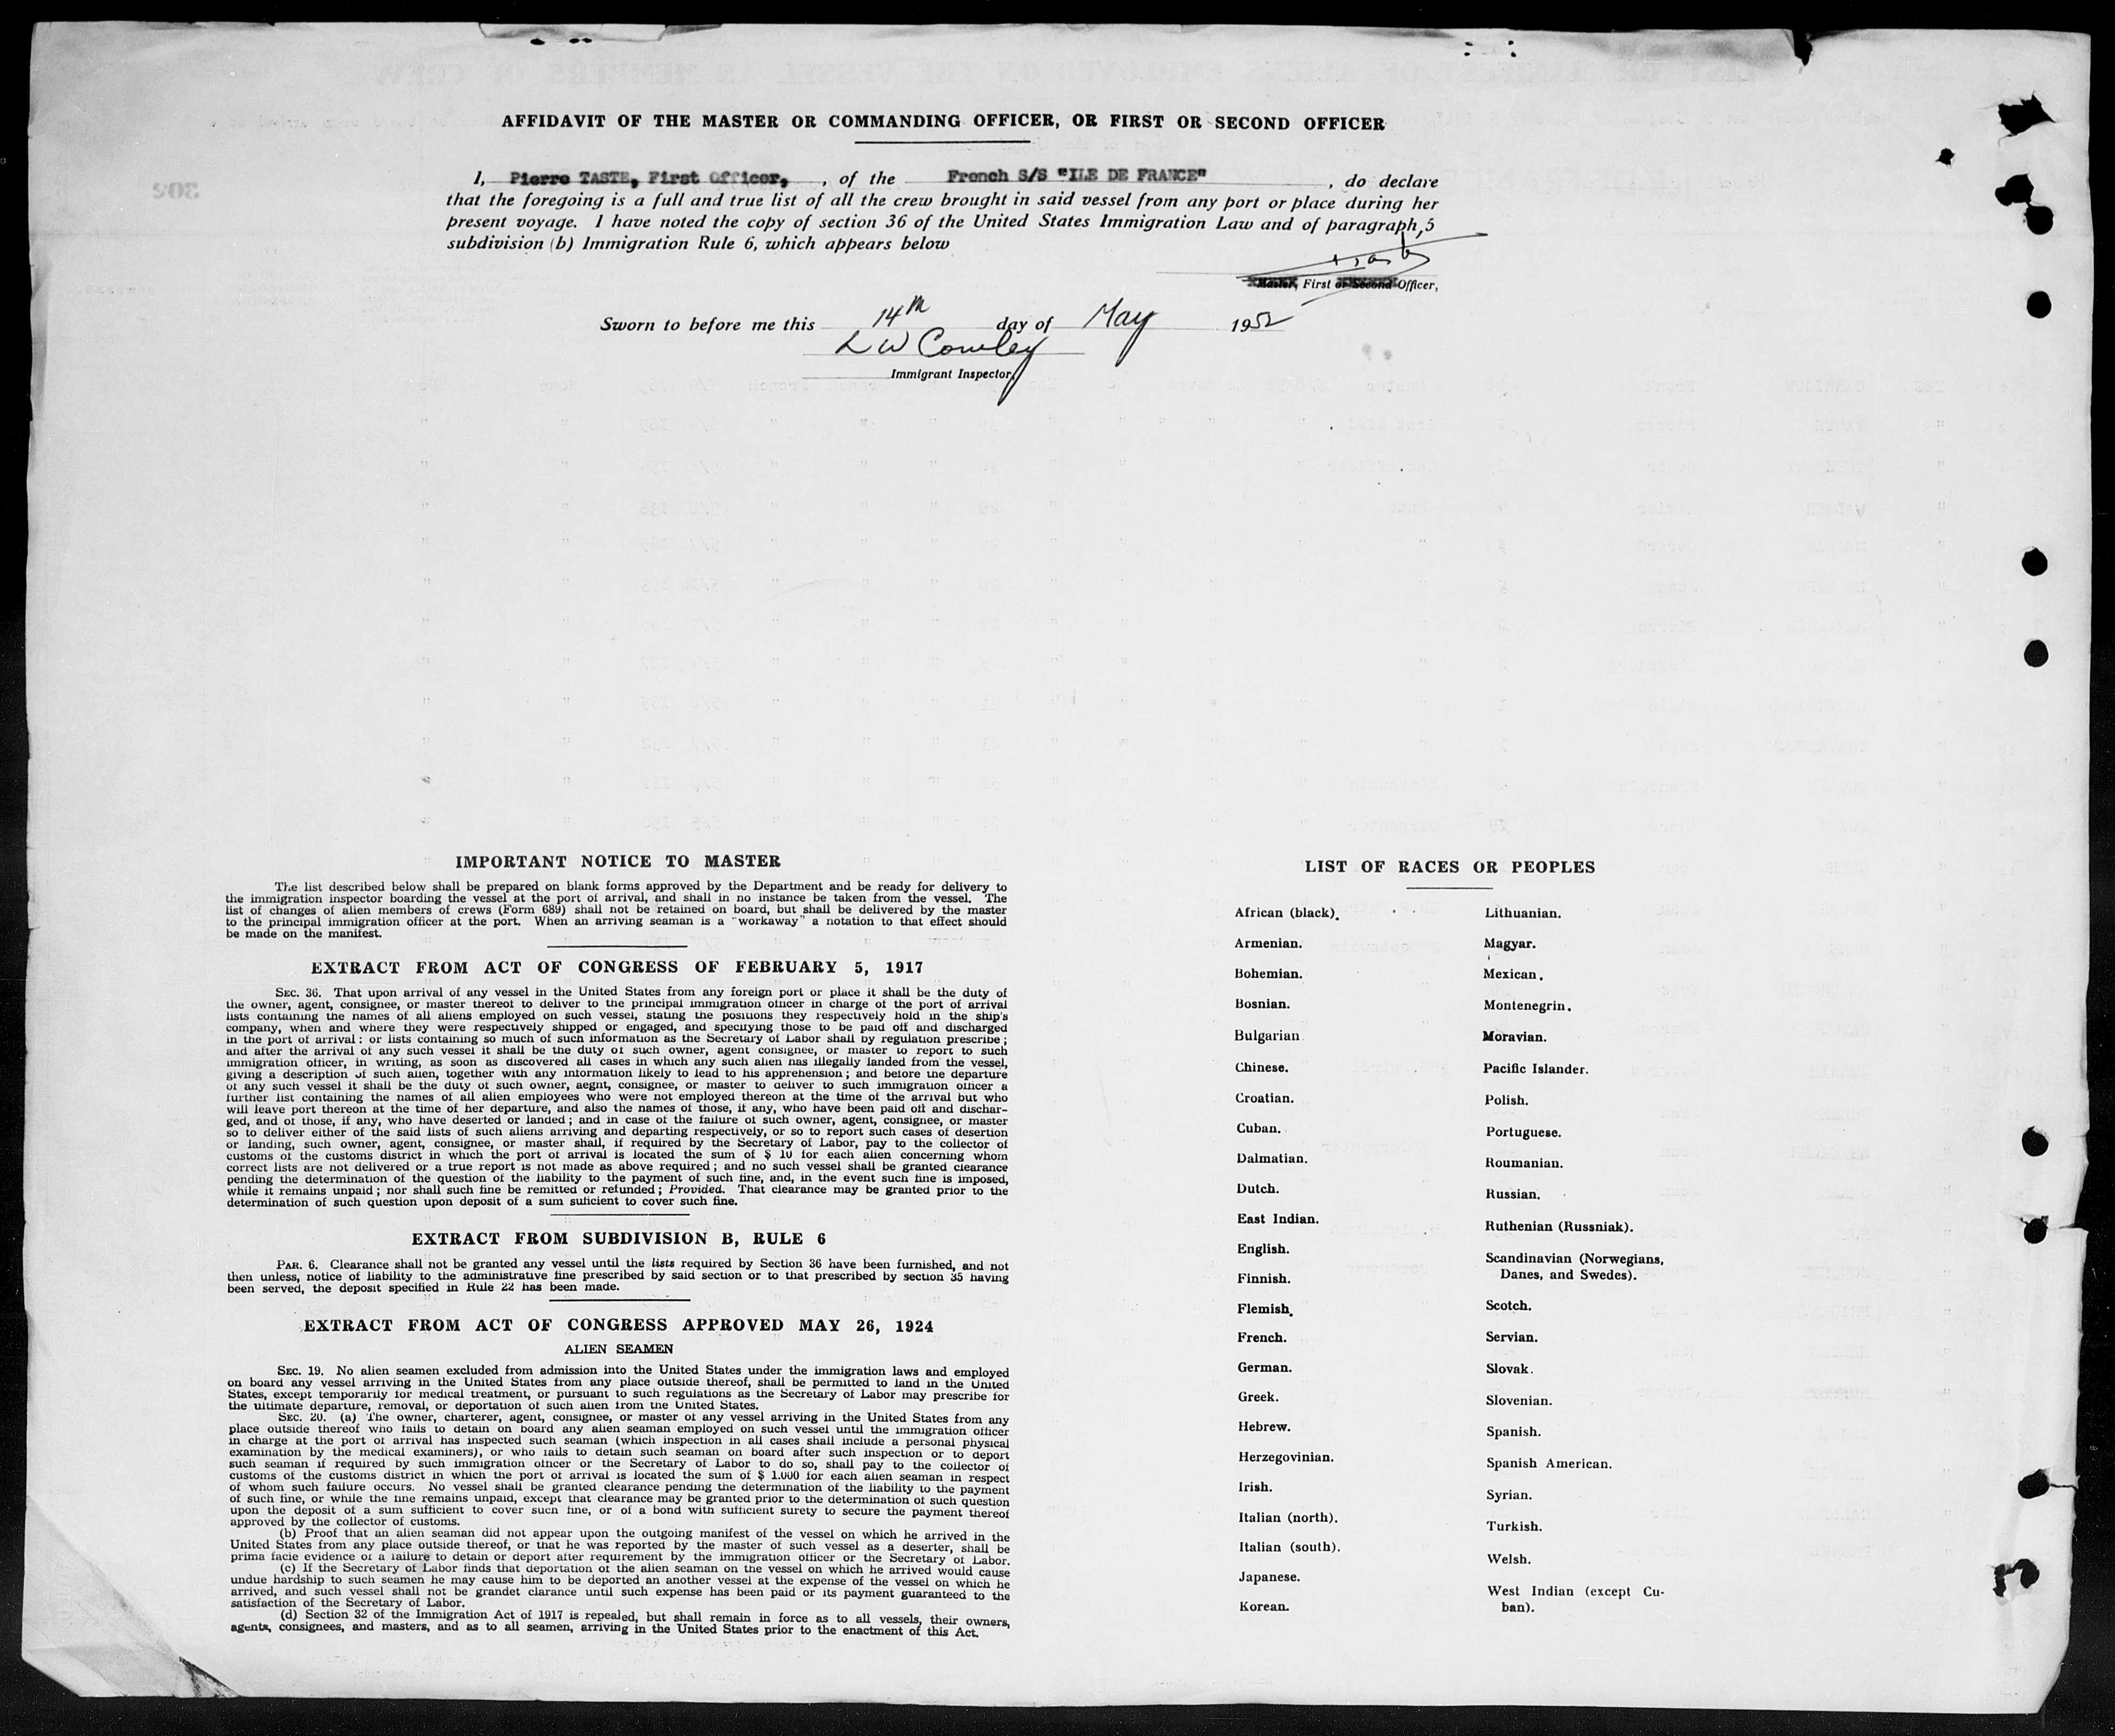 AFFIDAVIT OF THE MASTER OR COMMANDING OFFICER, OR FIRST OR SECOND OFFICER
I, Pierre TASTE, First Officer, , of the French S/S "ILE DE FRANCE" , do declare
that the foregoing is a full and true list of all the crew brought in said vessel from any port or place during her
present voyage. I have noted the copy of section 36 of the United States Immigration Law and of paragraph,5
subdivision (b) Immigration Rule 6, which appears below
Master, First or Second Officer,
Sworn to before me this 14th day of May 1952
L W Cowley
Immigrant Inspector,
IMPORTANT NOTICE TO MASTER
The list described below shall be prepared on blank forms approved by the Department and be ready for delivery to
the immigration inspector boarding the vessel at the port of arrival, and shall in no instance be taken from the vessel. The
list of changes of alien members of crews (Form 689) shall not be retained on board, but shall be delivered by the master
to the principal immigration officer at the port. When an arriving seaman is a "workaway" a notation to that effect should
be made on the manifest.
EXTRACT FROM ACT OF CONGRESS OF FEBRUARY 5, 1917
SEC. 36. That upon arrival of any vessel in the United States from any foreign port or place it shall be the duty of
the owner, agent, consignee, or master thereof to deliver to the principal immigration officer in charge of the port of arrival
lists containing the names of all aliens employed on such vessel, stating the positions they respectively hold in the ship's
company, when and where they were respectively shipped or engaged, and specifying those to be paid off and discharged
in the port of arrival: or lists containing so much of such information as the Secretary of Labor shall by regulation prescribe;
and after the arrival of any such vessel it shall be the duty of such owner, agent consignee, or master to report to such
immigration officer, in writing, as soon as discovered all cases in which any such alien has illegally landed from the vessel,
giving a description of such alien, together with any information likely to lead to his apprehension; and before the departure
of any such vessel it shall be the duty of such owner, aegnt, consignee, or master to deliver to such immigration officer a
further list containing the names of all alien employees who were not employed thereon at the time of the arrival but who
will leave port thereon at the time of her departure, and also the names of those, if any, who have been paid off and dischar-
ged, and of those, if any, who have deserted or landed; and in case of the failure of such owner, agent, consignee, or master
so to deliver either of the said lists of such aliens arriving and departing respectively, or so to report such cases of desertion
or landing, such owner, agent, consignee, or master shall, if required by the Secretary of Labor, pay to the collector of
customs of the customs district in which the port of arrival is located the sum of $ 10 for each alien concerning whom
correct lists are not delivered or a true report is not made as above required; and no such vessel shall be granted clearance
pending the determination of the question of the liability to the payment of such fine, and, in the event such fine is imposed,
while it remains unpaid; nor shall such fine be remitted or refunded; Provided. That clearance may be granted prior to the
determination of such question upon deposit of a sum suficient to cover such fine.
EXTRACT FROM SUBDIVISION B, RULE 6
PAR. 6. Clearance shall not be granted any vessel until the lists required by Section 36 have been furnished, and not
then unless, notice of liability to the administrative fine prescribed by said section or to that prescribed by section 35 having
been served, the deposit specified in Rule 22 has been made.
EXTRACT FROM ACT OF CONGRESS APPROVED MAY 26, 1924
ALIEN SEAMEN
SEC. 19. No alien seamen excluded from admission into the United States under the immigration laws and employed
on board any vessel arriving in the United States from any place outside thereof, shall be permitted to land in the United
States, except temporarily for medical treatment, or pursuant to such regulations as the Secretary of Labor may prescribe for
the ultimate departure, removal, or deportation of such alien from the United States.
SEC. 20. (a) The owner, charterer, agent, consignee, or master of any vessel arriving in the United States from any
place outside thereof who fails to detain on board any alien seaman employed on such vessel until the immigration officer
in charge at the port of arrival has inspected such seaman (which inspection in all cases shall include a personal physical
examination by the medical examiners), or who fails to detain such seaman on board after such inspection or to deport
such seaman if required by such immigration officer or the Secretary of Labor to do so, shall pay to the collector of
customs of the customs district in which the port of arrival is located the sum of $ 1.000 for each alien seaman in respect
of whom such failure occurs. No vessel shall be granted clearance pending the determination of the liability to the payment
of such fine, or while the fine remains unpaid, except that clearance may be granted prior to the determination of such question
upon the deposit of a sum sufficient to cover such fine, or of a bond with sufficient surety to secure the payment thereof
approved by the collector of customs.
(b) Proof that an alien seaman did not appear upon the outgoing manifest of the vessel on which he arrived in the
United States from any place outside thereof, or that he was reported by the master of such vessel as a deserter, shall be
prima facie evidence of a failure to detain or deport after requirement by the immigration officer or the Secretary of Labor.
(c) If the Secretary of Labor finds that deportation of the alien seaman on the vessel on which he arrived would cause
undue hardship to such seamen he may cause him to be deported an another vessel at the expense of the vessel on which he
arrived, and such vessel shall not be grandet clarance until such expense has been paid or its payment guaranteed to the
satisfaction of the Secretary of Labor.
(d) Section 32 of the Immigration Act of 1917 is repealed, but shall remain in force as to all vessels, their owners,
agents, consignees, and masters, and as to all seamen, arriving in the United States prior to the enactment of this Act.
LIST OF RACES OR PEOPLES
African (black).
Armenian.
Bohemian.
Bosnian.
Bulgarian
Chinese.
Croatian.
Cuban.
Dalmatian.
Dutch.
East Indian.
English.
Finnish.
Flemish.
French.
German.
Greek.
Hebrew.
Herzegovinian.
Irish.
Italian (north).
Italian (south).
Japanese.
Korean.
Lithuanian.
Magyar.
Mexican.
Montenegrin.
Moravian.
Pacific Islander.
Polish.
Portuguese.
Roumanian.
Russian.
Ruthenian (Russniak).
Scandinavian (Norwegians,
Danes, and Swedes).
Scotch.
Servian.
Slovak.
Slovenian.
Spanish.
Spanish American.
Syrian.
Turkish.
Welsh.
West Indian (except Cu-
ban).